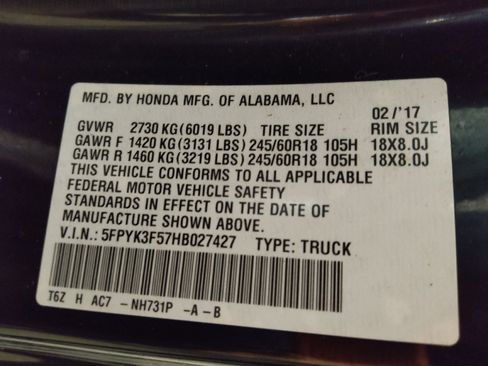 MFD. BY HONDA MFG. OF ALABAMA, LLC
02 /'17
GVWR 2730 KG (6019 LBS) TIRE SIZE RIM SIZE
GAWR F 1420 KG (3131 LBS) 245/60R18 105H 18X8.0J
GAWR R 1460 KG (3219 LBS) 245/60R18 105H 18X8.0J
THIS VEHICLE CONFORMS TO ALL APPLICABLE
FEDERAL MOTOR VEHICLE SAFETY
STANDARDS IN EFFECT ON THE DATE OF
MANUFACTURE SHOWN ABOVE.
V.I.N.: 5FPYK3F57HB027427 TYPE: TRUCK
T6Z H AC7 - NH731P -A - B